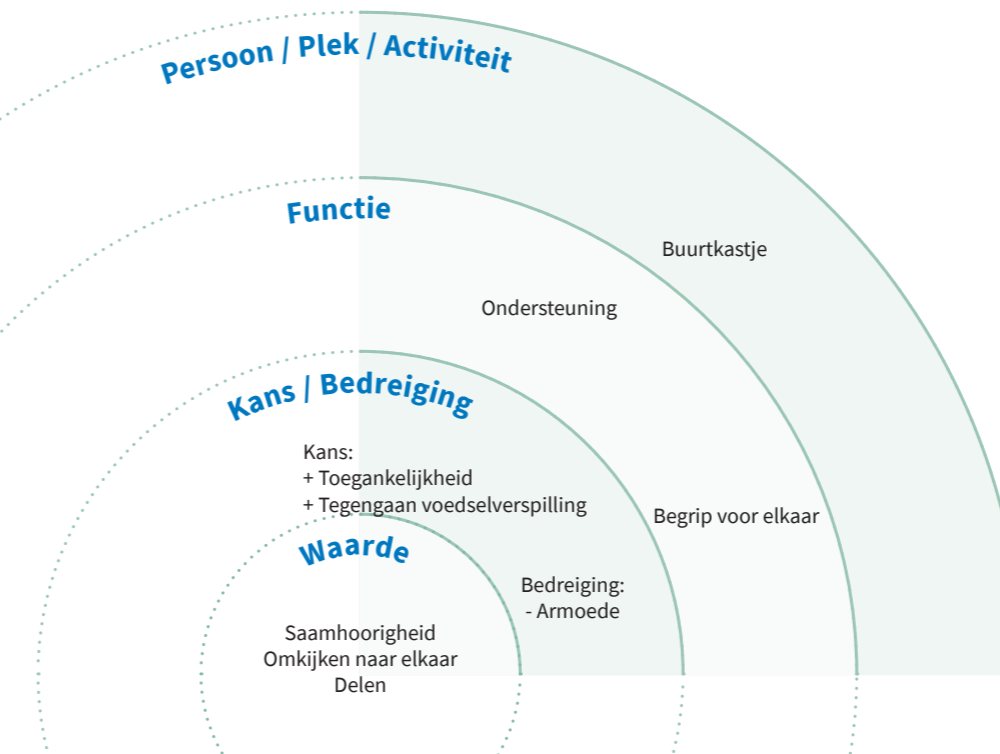 Persoon / Plek / Activiteit
Functie
Buurtkastje
Ondersteuning
Kans / Bedreiging
Kans:
+ Toegankelijkheid
+ Tegengaan voedselverspilling
Begrip voor elkaar
Waarde
Bedreiging:
- Armoede
Saamhoorigheid
Omkijken naar elkaar
Delen